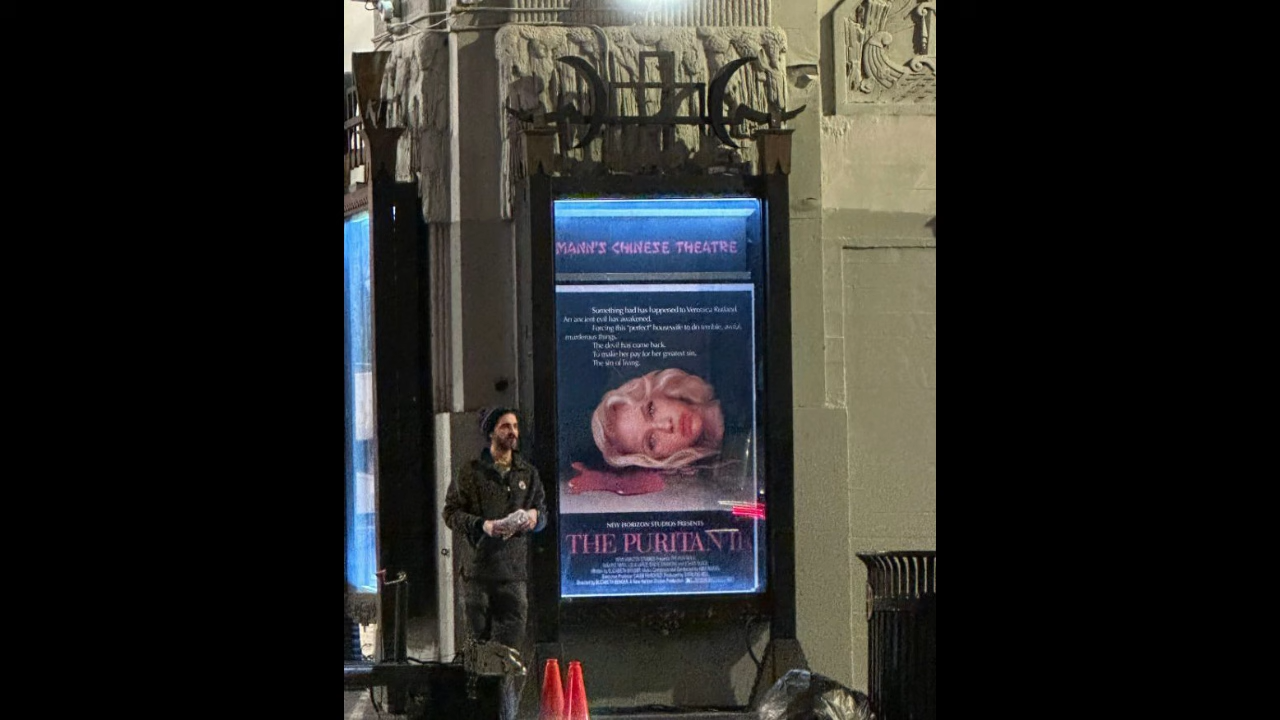 MANN'S CHINESE THEATRE
Something bad has happened to Veronica Rutland.
An ancient evil has awakened.
Forcing this "perfect" housewife to do terrible, awful,
murderous things.
The devil has come back.
To make her pay for her greatest sin.
The sin of living.
NEW HORIZON STUDIOS PRESENTS
THE PURITAN